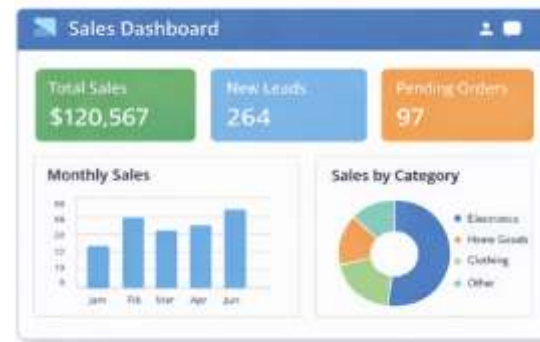 Sales Dashboard
Total Sales
$120,567
New Leads
264
Pending Orders
97
Monthly Sales
Jam Feb Mar Apr Jun
Sales by Category
Electronics
Home Goods
Clothing
Other